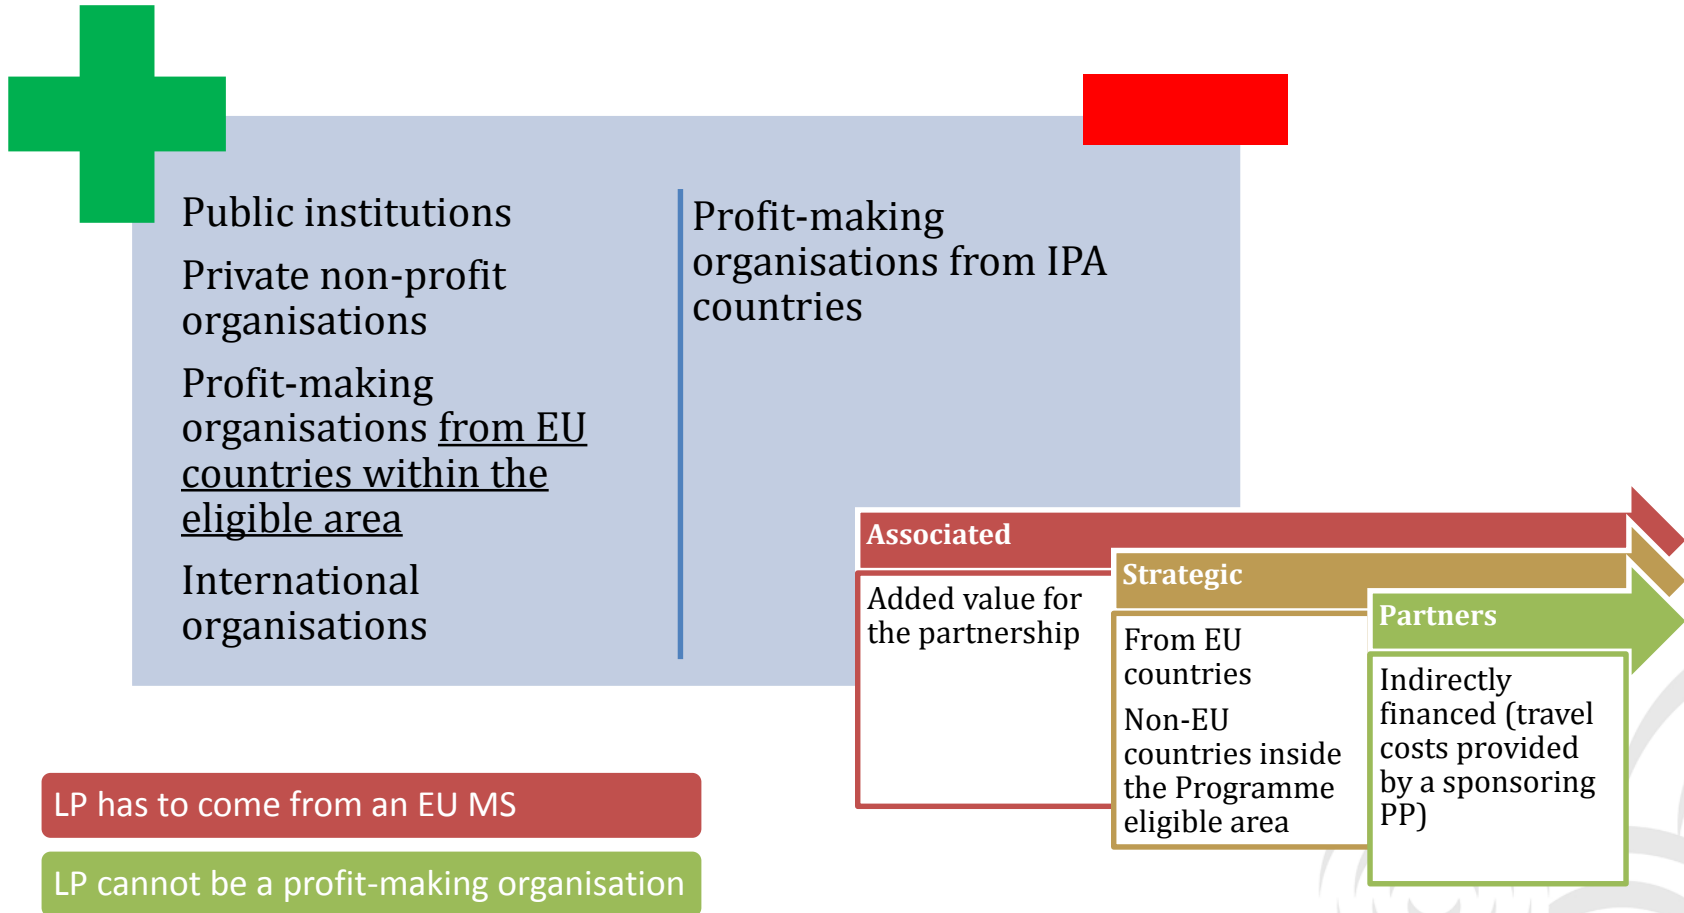 Public institutions
Private non-profit
organisations
Profit-making
organisations from EU
countries within the
eligible area
International
organisations
Profit-making
organisations from IPA
countries
Associated
Added value for
the partnership
Strategic
From EU
countries
Non-EU
countries inside
the Programme
eligible area
Partners
Indirectly
financed (travel
costs provided
by a sponsoring
PP)
LP has to come from an EU MS
LP cannot be a profit-making organisation